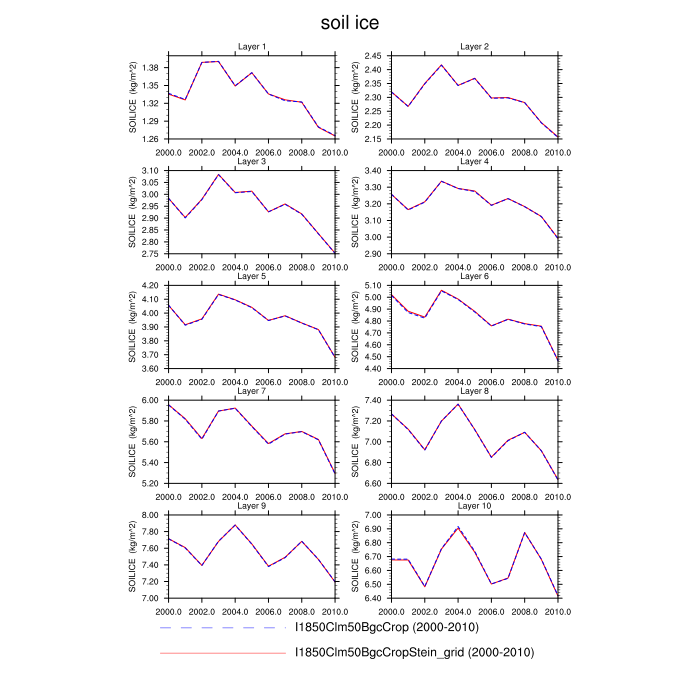 soil ice
Layer 1
SOILICE (kg/m^2)
1.38
1.35
1.32
1.29
1.26
2000.0 2002.0 2004.0 2006.0 2008.0 2010.0
Layer 2
SOILICE (kg/m^2)
2.45
2.40
2.35
2.30
2.25
2.20
2.15
2000.0 2002.0 2004.0 2006.0 2008.0 2010.0
Layer 3
SOILICE (kg/m^2)
3.10
3.05
3.00
2.95
2.90
2.85
2.80
2.75
2000.0 2002.0 2004.0 2006.0 2008.0 2010.0
Layer 4
SOILICE (kg/m^2)
3.40
3.30
3.20
3.10
3.00
2.90
2000.0 2002.0 2004.0 2006.0 2008.0 2010.0
Layer 5
SOILICE (kg/m^2)
4.20
4.10
4.00
3.90
3.80
3.70
3.60
2000.0 2002.0 2004.0 2006.0 2008.0 2010.0
Layer 6
SOILICE (kg/m^2)
5.10
5.00
4.90
4.80
4.70
4.60
4.50
4.40
2000.0 2002.0 2004.0 2006.0 2008.0 2010.0
Layer 7
SOILICE (kg/m^2)
6.00
5.80
5.60
5.40
5.20
2000.0 2002.0 2004.0 2006.0 2008.0 2010.0
Layer 8
SOILICE (kg/m^2)
7.40
7.20
7.00
6.80
6.60
2000.0 2002.0 2004.0 2006.0 2008.0 2010.0
Layer 9
SOILICE (kg/m^2)
8.00
7.80
7.60
7.40
7.20
7.00
2000.0 2002.0 2004.0 2006.0 2008.0 2010.0
Layer 10
SOILICE (kg/m^2)
7.00
6.90
6.80
6.70
6.60
6.50
6.40
2000.0 2002.0 2004.0 2006.0 2008.0 2010.0
I1850Clm50BgcCrop (2000-2010)
I1850Clm50BgcCropStein_grid (2000-2010)